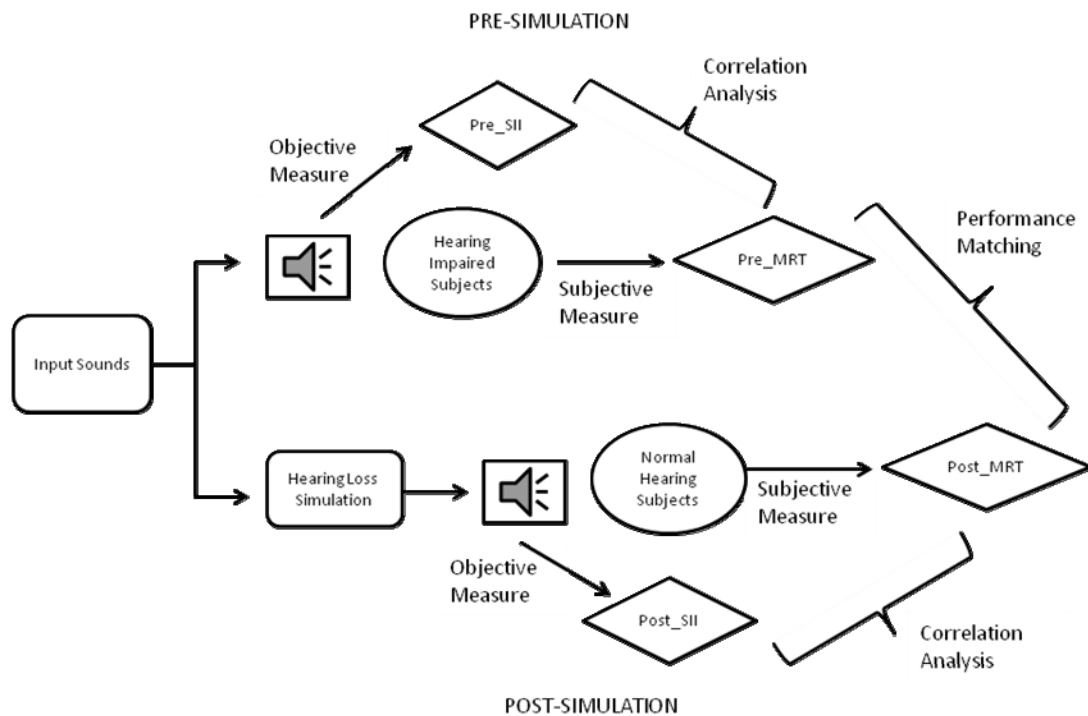 PRE-SIMULATION
Correlation
Analysis
Pre_SII
Objective
Measure
Performance
Matching
Hearing
Impaired
Subjects
Pre_MRT
Subjective
Measure
Input Sounds
Normal
Hearing
Subjects
Post_MRT
Hearing Loss
Simulation
Subjective
Measure
Objective
Measure
Post_SII
Correlation
Analysis
POST-SIMULATION